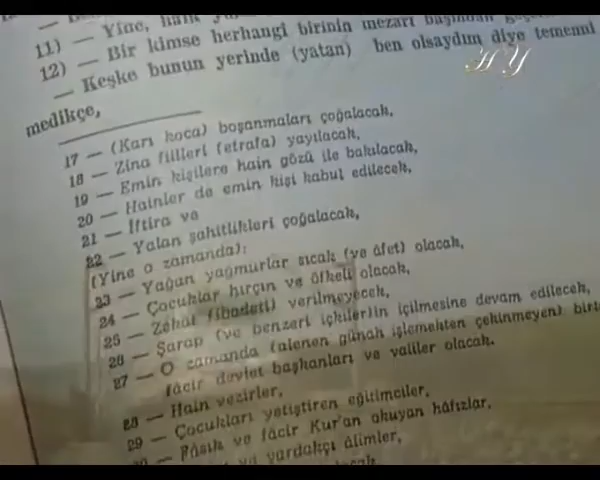 11) — Yine,
12) — Bir kimse herhangi birinin mezarı başından
— Keşke bunun yerinde (yatan) ben olsaydım diye temenni
medikçe,
17 — (Karı koca) boşanmaları çoğalacak,
18 — Zina fiilleri (etrafa) yayılacak,
19 — Emin kişilere hain gözü ile bakılacak,
20 — Hainler de emin kişi kabul edilecek,
21 — İftira ve
22 — Yalan şahitlikleri çoğalacak,
(Yine o zamanda):
23 — Yağan yağmurlar sıcak (ve âfet) olacak,
24 — Çocuklar hırçın ve öfkeli olacak,
25 — Zekât (ibadeti) verilmeyecek,
26 — Şarap (ve benzeri içkiler)in içilmesine devam edilecek,
27 — O zamanda (alenen günah işlemekten çekinmeyen)
fâcir devlet başkanları ve valiler olacak.
28 — Hain vezirler,
29 — Çocukları yetiştiren eğitimciler,
— Fâsık ve fâcir Kur'an okuyan hâfızlar,
ve yardakçı âlimler,
H Y